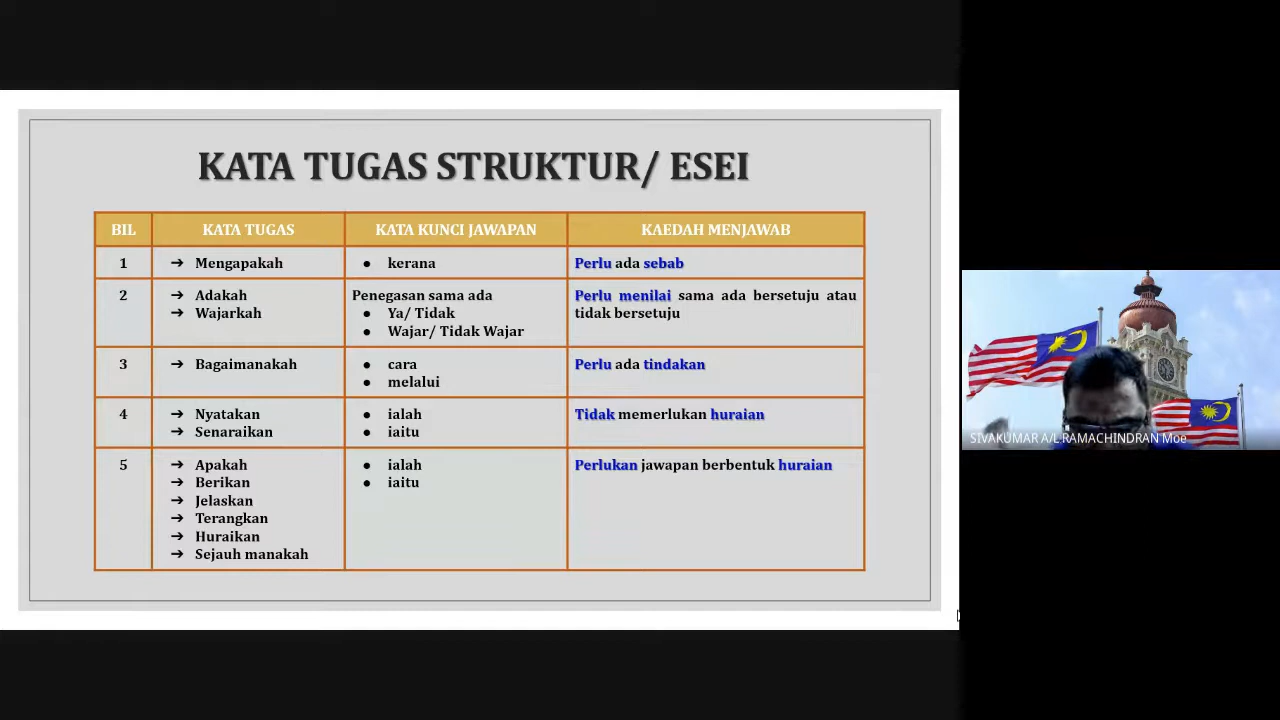 KATA TUGAS STRUKTUR/ ESEI
BIL KATA TUGAS KATA KUNCI JAWAPAN KAEDAH MENJAWAB
1 ➔ Mengapakah ● kerana Perlu ada sebab
2 ➔ Adakah Penegasan sama ada Perlu menilai sama ada bersetuju atau
➔ Wajarkah ● Ya/ Tidak tidak bersetuju
● Wajar/ Tidak Wajar
3 ➔ Bagaimanakah ● cara Perlu ada tindakan
● melalui
4 ➔ Nyatakan ● ialah Tidak memerlukan huraian
➔ Senaraikan ● iaitu
5 ➔ Apakah ● ialah Perlukan jawapan berbentuk huraian
➔ Berikan ● iaitu
➔ Jelaskan
➔ Terangkan
➔ Huraikan
➔ Sejauh manakah
SIVAKUMAR A/L RAMACHINDRAN Moe